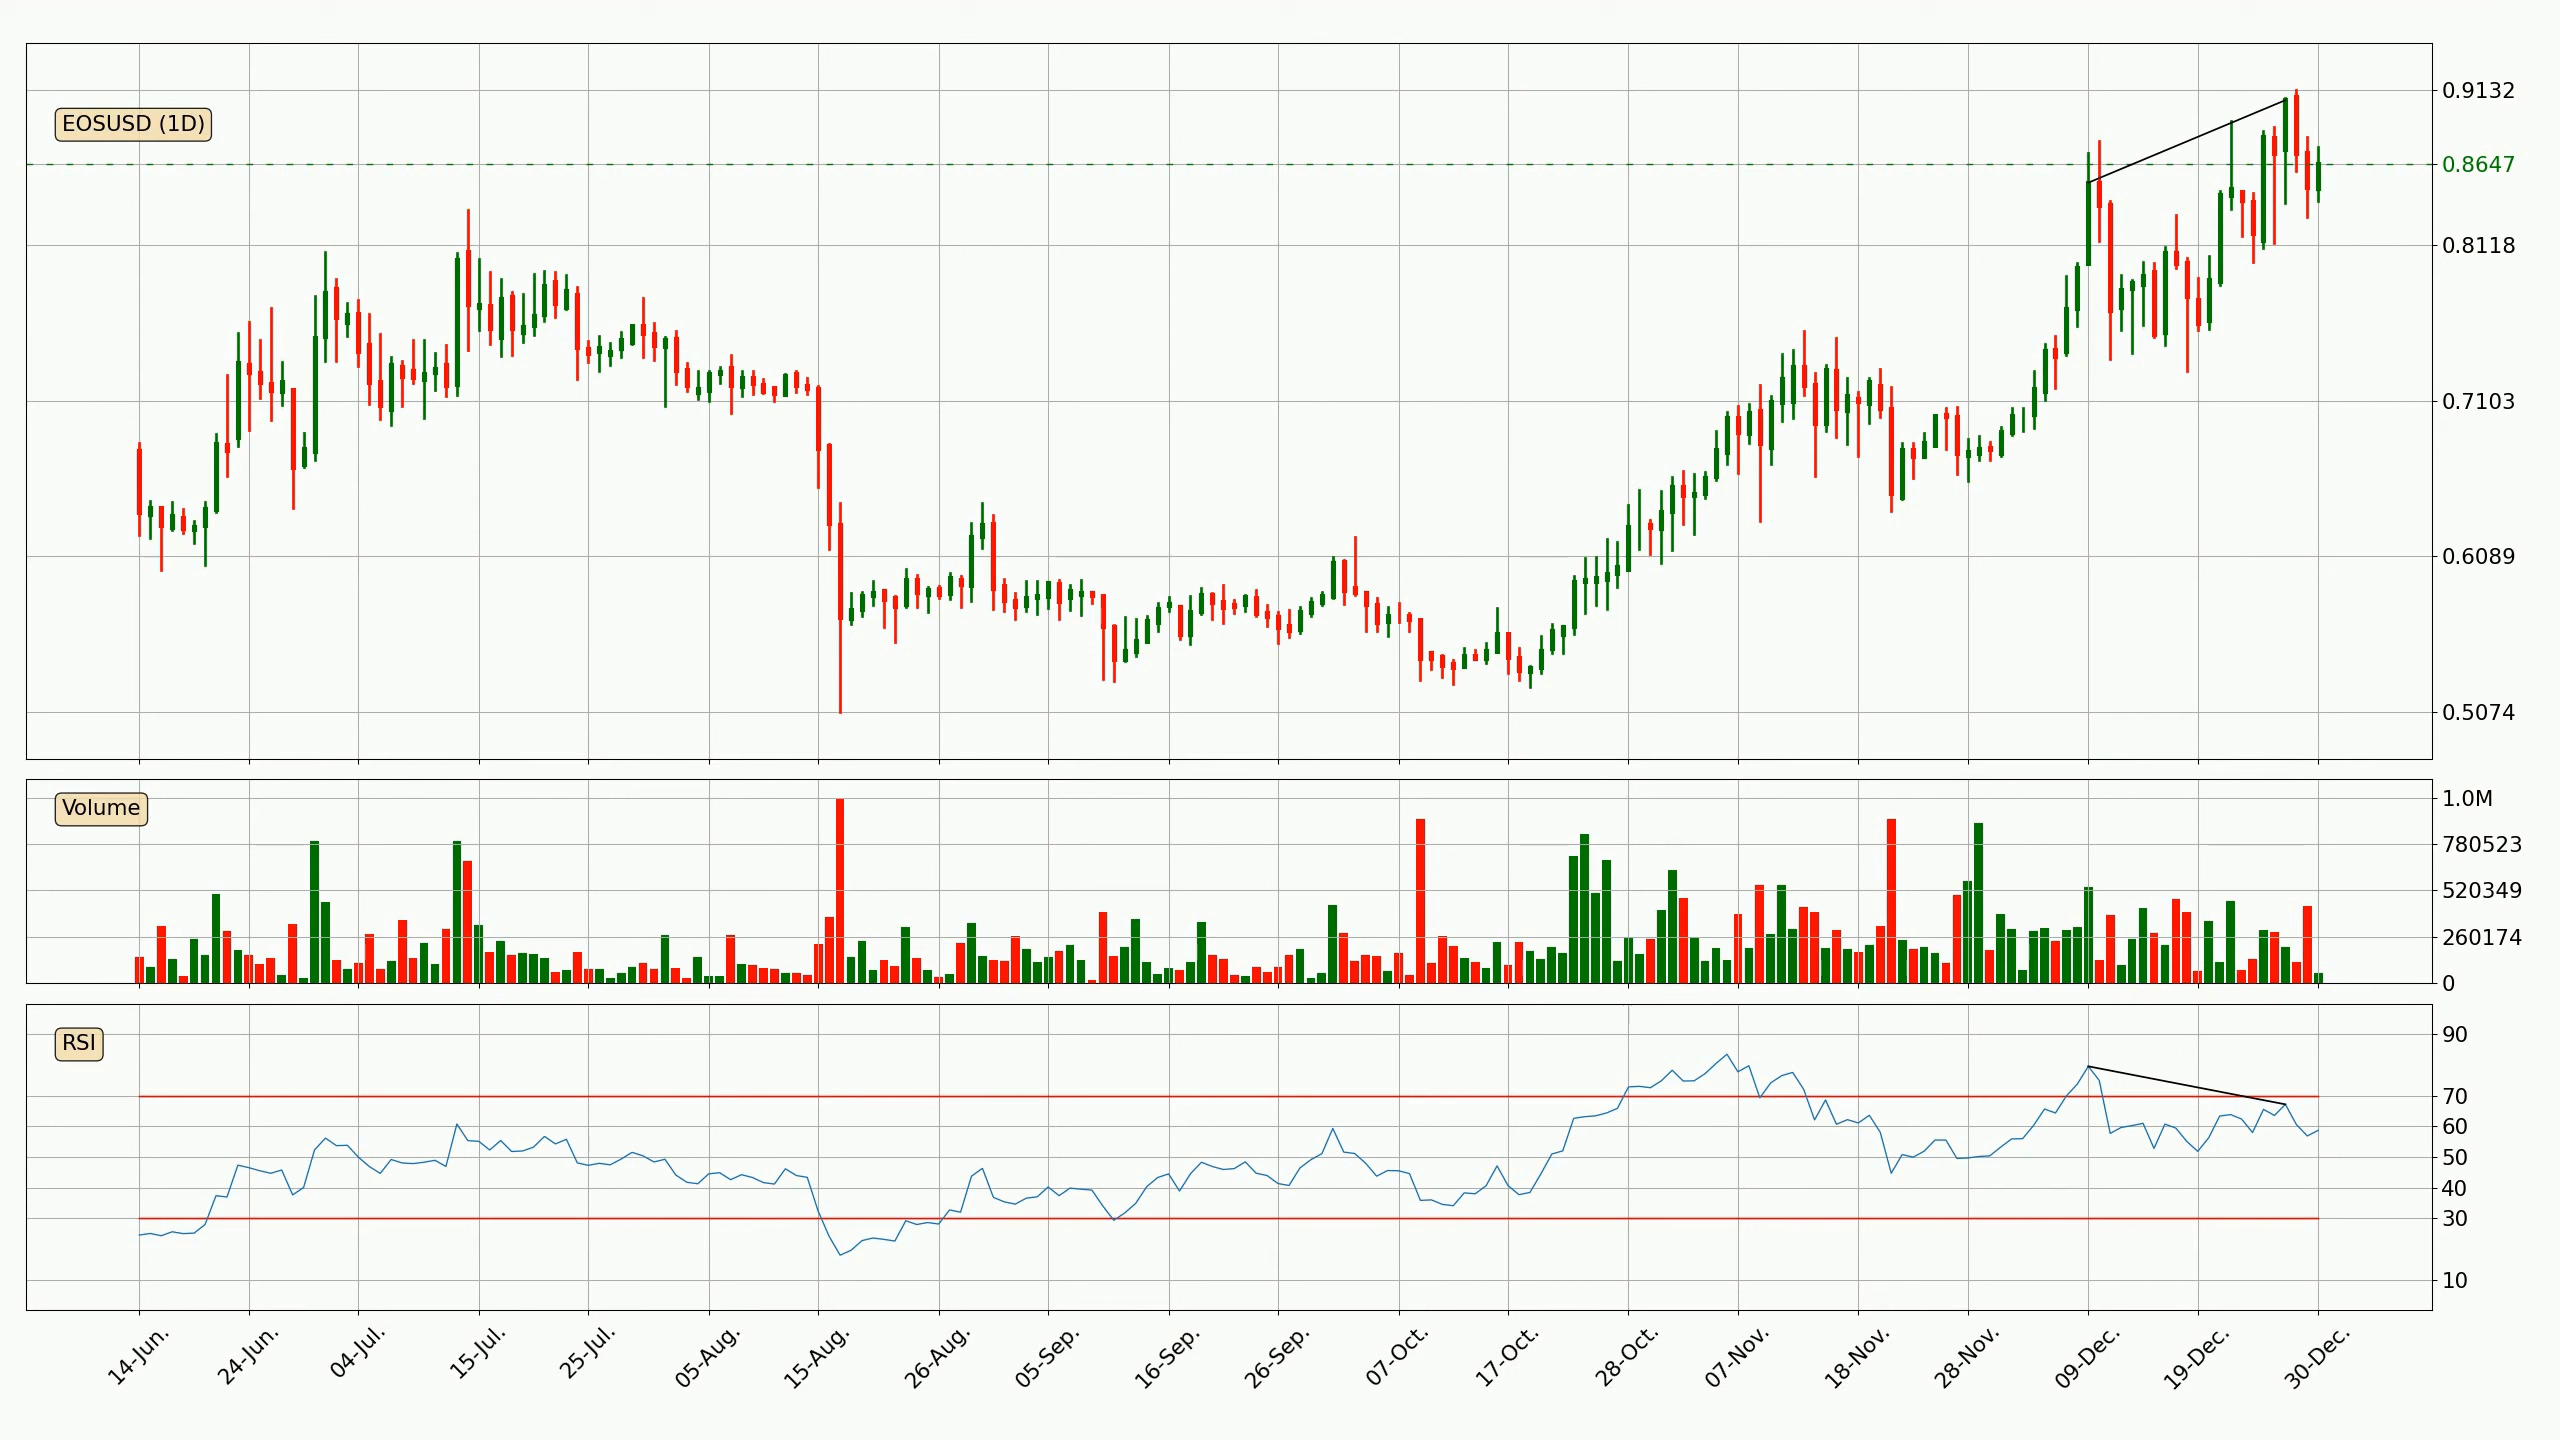 EOSUSD (1D)
0.9132
0.8647
0.8118
0.7103
0.6089
0.5074
Volume
1.0M
780523
520349
260174
0
RSI
90
70
60
50
40
30
10
14-Jun.
24-Jun.
04-Jul.
15-Jul.
25-Jul.
05-Aug.
15-Aug.
26-Aug.
05-Sep.
16-Sep.
26-Sep.
07-Oct.
17-Oct.
28-Oct.
07-Nov.
18-Nov.
28-Nov.
09-Dec.
19-Dec.
30-Dec.